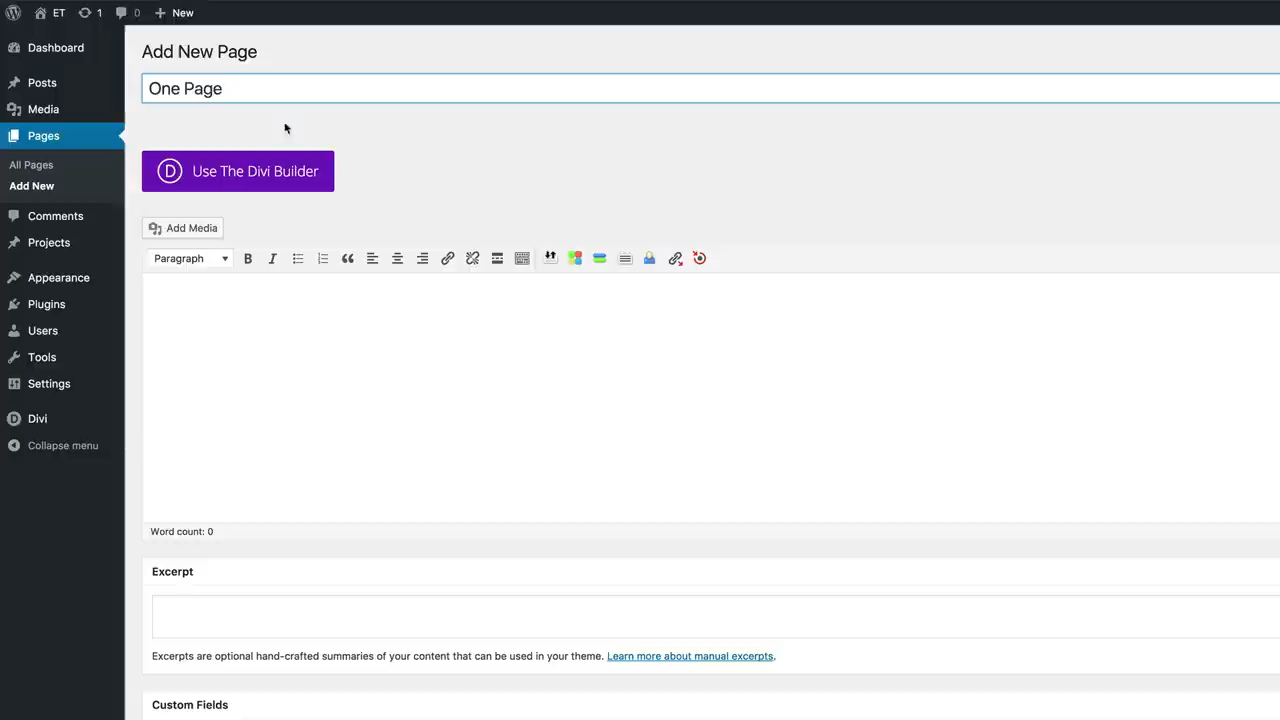 ET 1 0 New
Dashboard
Posts
Media
Pages
All Pages
Add New
Comments
Projects
Appearance
Plugins
Users
Tools
Settings
Divi
Collapse menu
Add New Page
One Page
D Use The Divi Builder
Add Media
Paragraph B I
Word count: 0
Excerpt
Excerpts are optional hand-crafted summaries of your content that can be used in your theme. Learn more about manual excerpts.
Custom Fields